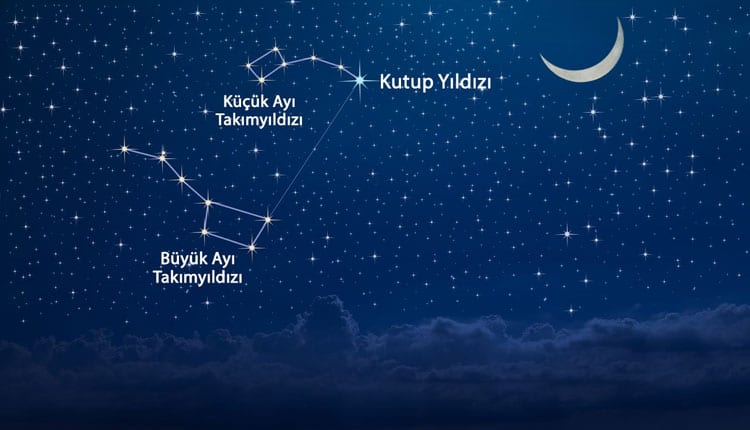 Kutup Yıldızı
Küçük Ayı
Takımyıldızı
Büyük Ayı
Takımyıldızı